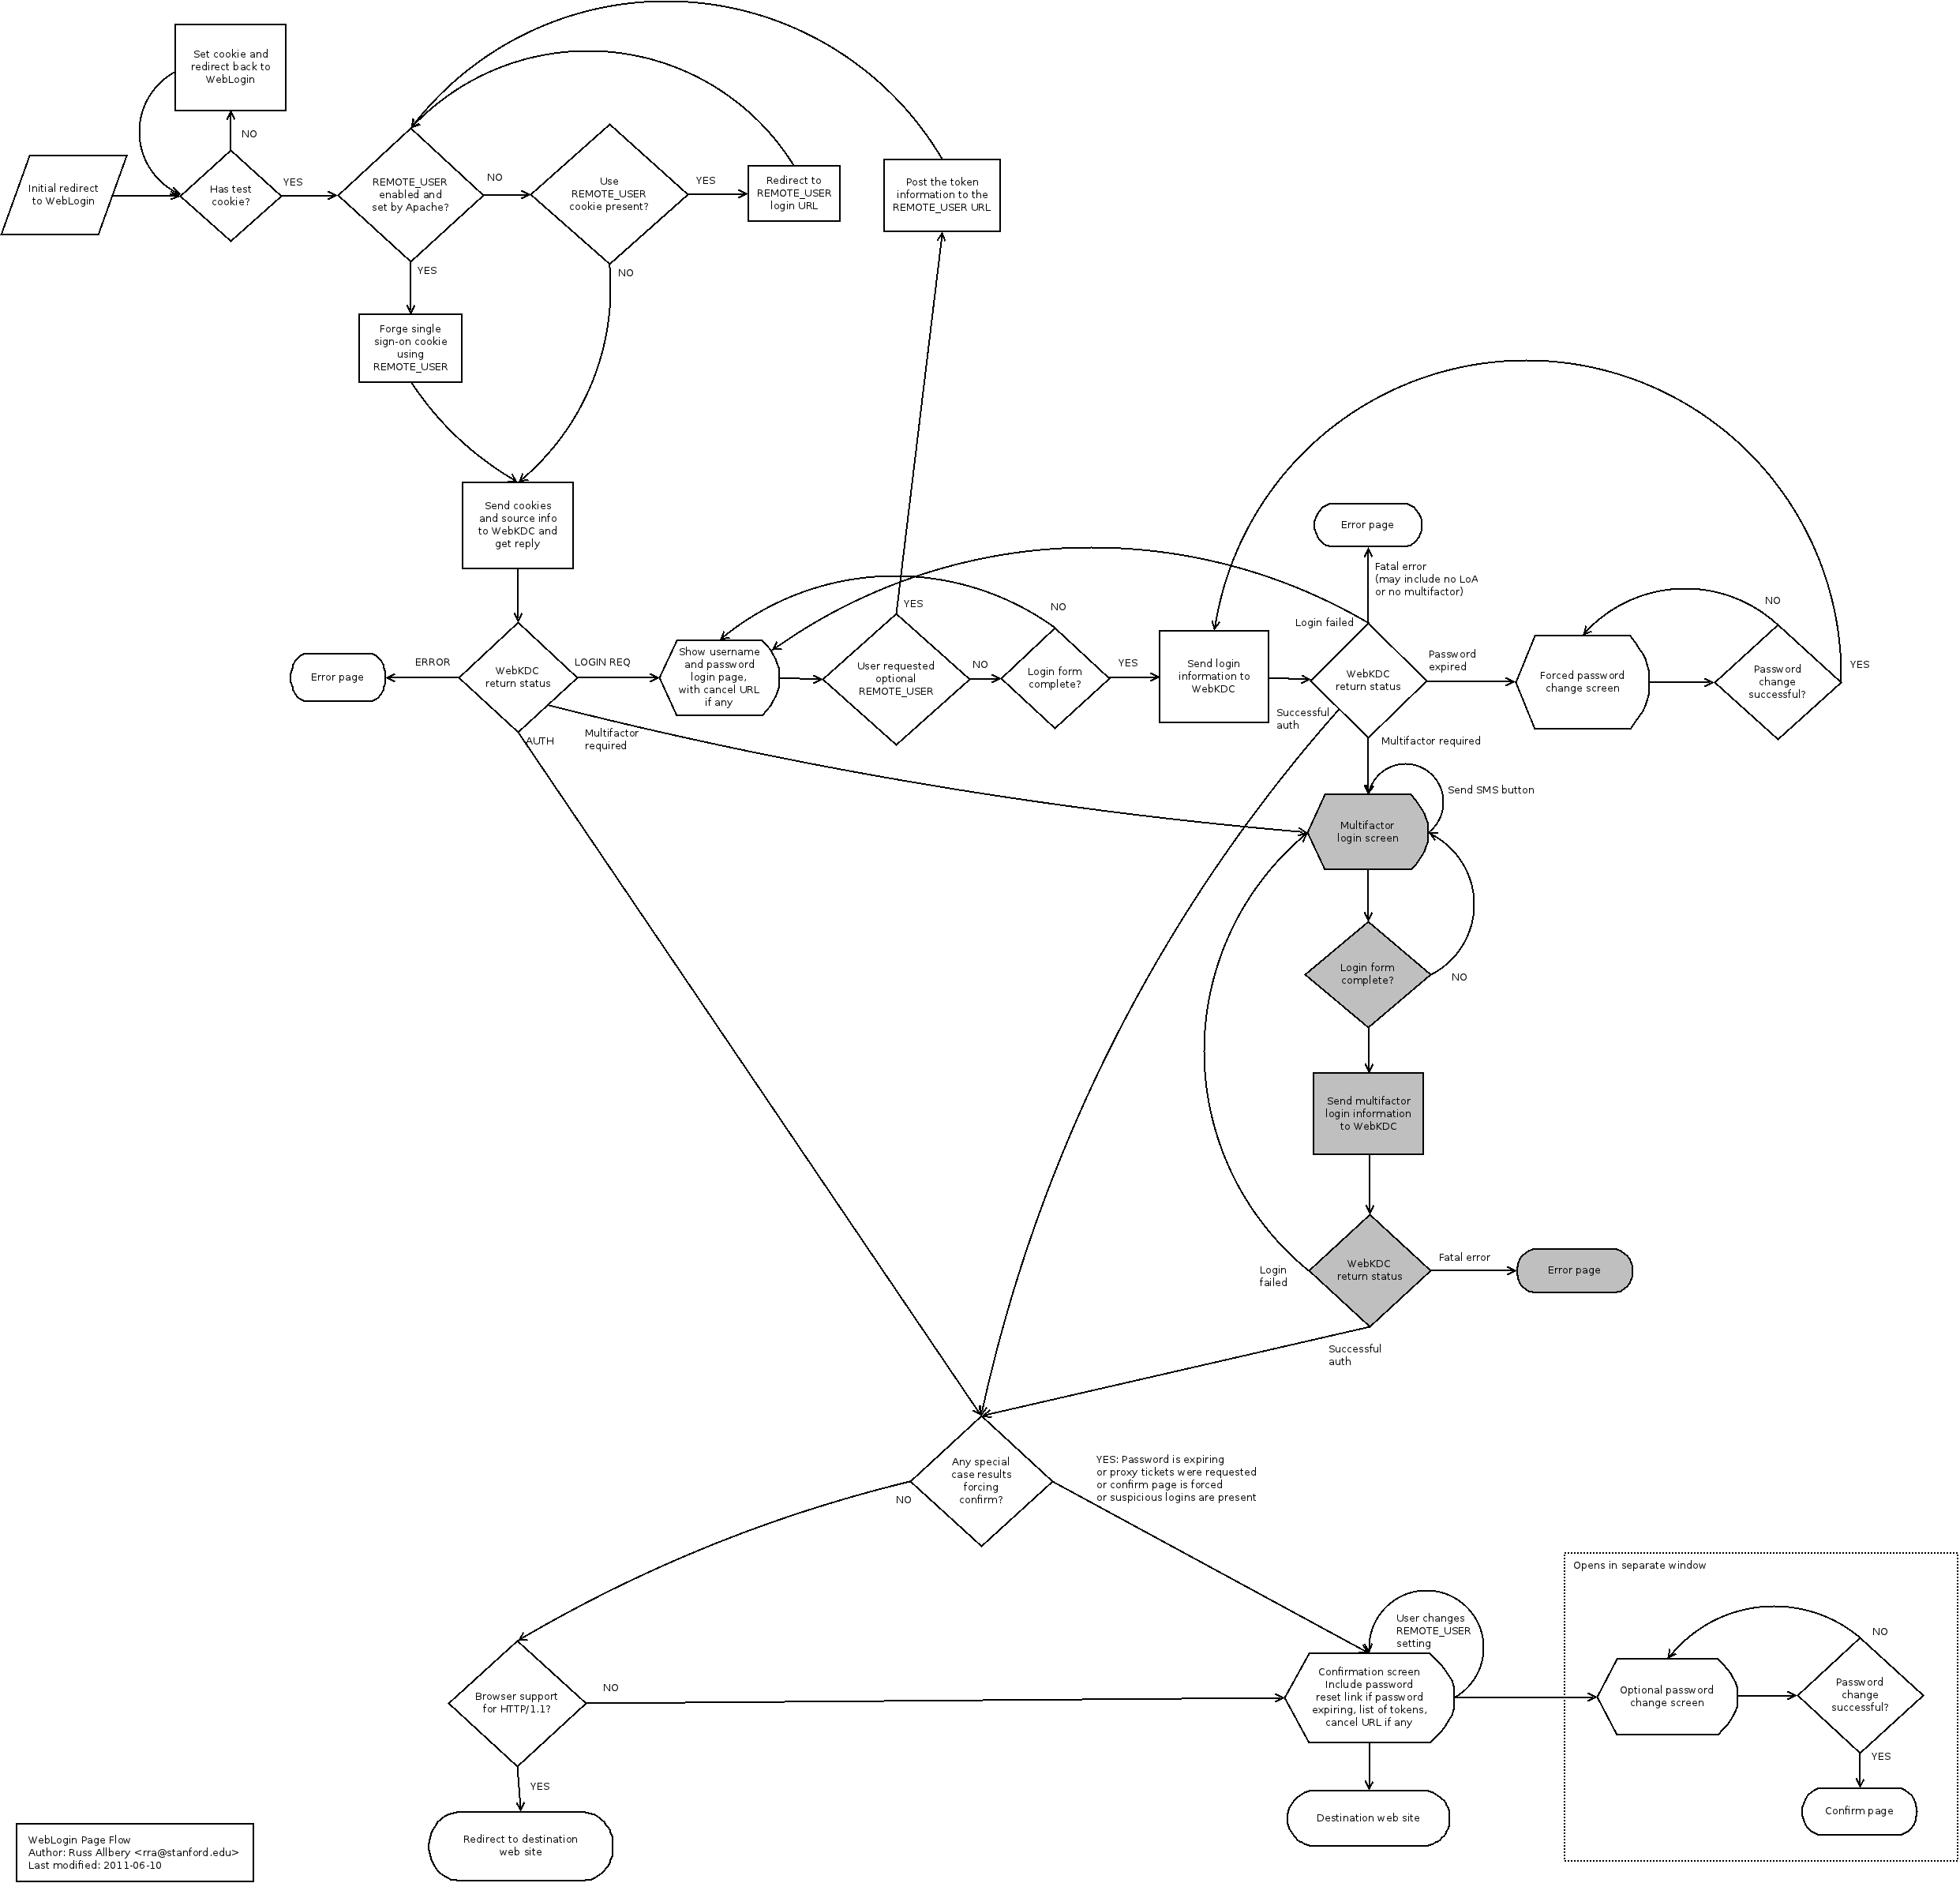 Set cookie and
redirect back to
WebLogin
NO
Initial redirect
to WebLogin
Has test
cookie?
YES
REMOTE_USER
enabled and
set by Apache?
NO
Use
REMOTE_USER
cookie present?
YES
Redirect to
REMOTE_USER
login URL
Post the token
information to the
REMOTE_USER URL
YES
NO
Forge single
sign-on cookie
using
REMOTE_USER
Send cookies
and source info
to WebKDC and
get reply
Error page
Fatal error
(may include no LoA
or no multifactor)
Error page
ERROR
WebKDC
return status
LOGIN REQ
Show username
and password
login page,
with cancel URL
if any
YES
User requested
optional
REMOTE_USER
NO
NO
Login form
complete?
YES
Send login
information to
WebKDC
Login failed
WebKDC
return status
Password
expired
Forced password
change screen
NO
Password
change
successful?
YES
AUTH
Multifactor
required
Successful
auth
Multifactor required
Send SMS button
Multifactor
login screen
Login form
complete?
NO
Send multifactor
login information
to WebKDC
WebKDC
return status
Fatal error
Error page
Login
failed
Successful
auth
Any special
case results
forcing
confirm?
NO
YES: Password is expiring
or proxy tickets were requested
or confirm page is forced
or suspicious logins are present
Browser support
for HTTP/1.1?
NO
YES
Redirect to destination
web site
User changes
REMOTE_USER
setting
Confirmation screen
Include password
reset link if password
expiring, list of tokens,
cancel URL if any
Destination web site
Opens in separate window
Optional password
change screen
NO
Password
change
successful?
YES
Confirm page
WebLogin Page Flow
Author: Russ Allbery <rra@stanford.edu>
Last modified: 2011-06-10